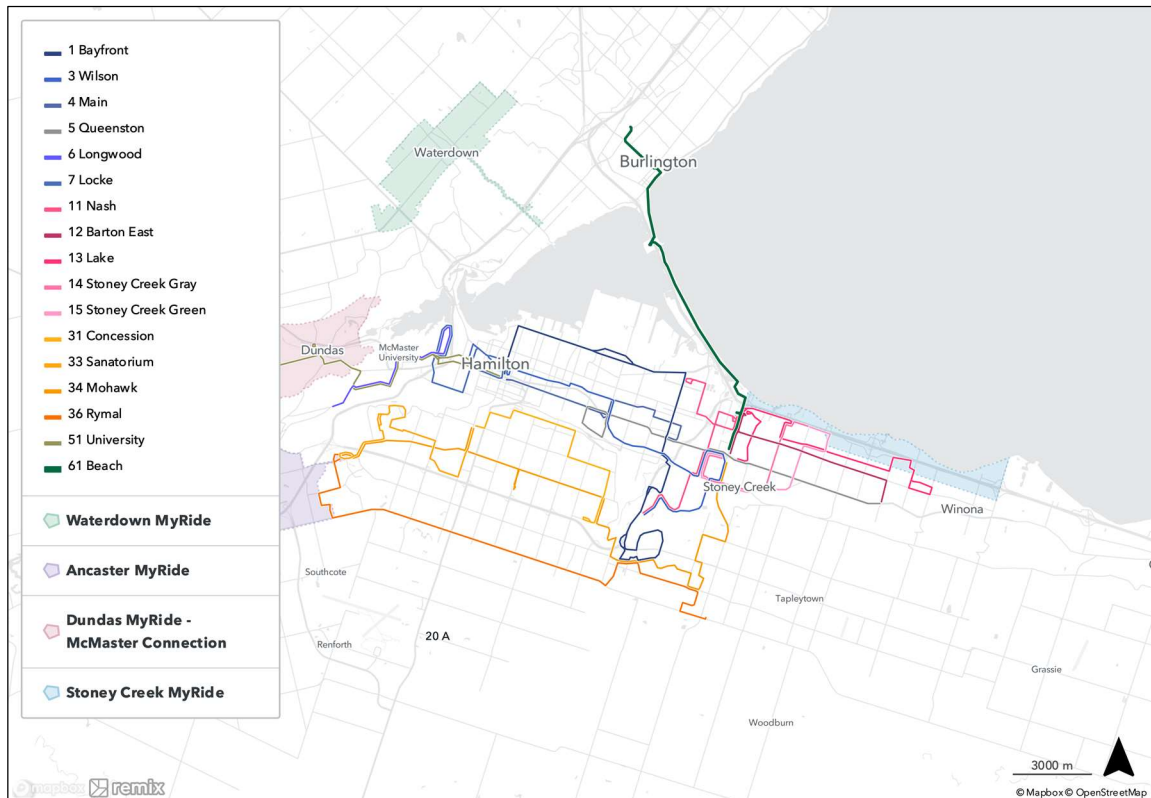 1 Bayfront
3 Wilson
4 Main
5 Queenston
6 Longwood
7 Locke
11 Nash
12 Barton East
13 Lake
14 Stoney Creek Gray
15 Stoney Creek Green
31 Concession
33 Sanatorium
34 Mohawk
36 Rymal
51 University
61 Beach
Waterdown MyRide
Ancaster MyRide
Dundas MyRide -
McMaster Connection
Stoney Creek MyRide
Waterdown
Burlington
Dundas
McMaster
University
Hamilton
Stoney Creek
Winona
Southcote
Tapleytown
Renforth
20 A
Grassie
Woodburn
3000 m
mapbox
remix
© Mapbox © OpenStreetMap